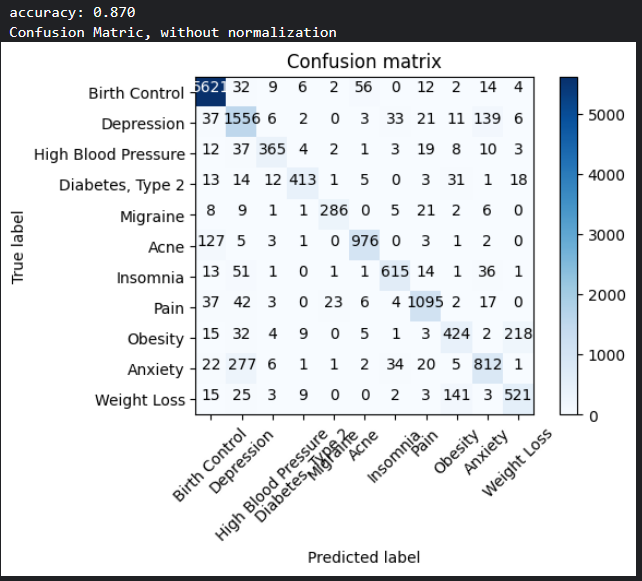 accuracy: 0.870
Confusion Matric, without normalization
Confusion matrix
Birth Control 5621 32 9 6 2 56 0 12 2 14 4
Depression 37 1556 6 2 0 3 33 21 11 139 6
High Blood Pressure 12 37 365 4 2 1 3 19 8 10 3
Diabetes, Type 2 13 14 12 413 1 5 0 3 31 1 18
Migraine 8 9 1 1 286 0 5 21 2 6 0
Acne 127 5 3 1 0 976 0 3 1 2 0
Insomnia 13 51 1 0 1 1 615 14 1 36 1
Pain 37 42 3 0 23 6 4 1095 2 17 0
Obesity 15 32 4 9 0 5 1 3 424 2 218
Anxiety 22 277 6 1 1 2 34 20 5 812 1
Weight Loss 15 25 3 9 0 0 2 3 141 3 521
True label
Birth Control
Depression
High Blood Pressure
Diabetes, Type 2
Migraine
Acne
Insomnia
Pain
Obesity
Anxiety
Weight Loss
Predicted label
5000
4000
3000
2000
1000
0